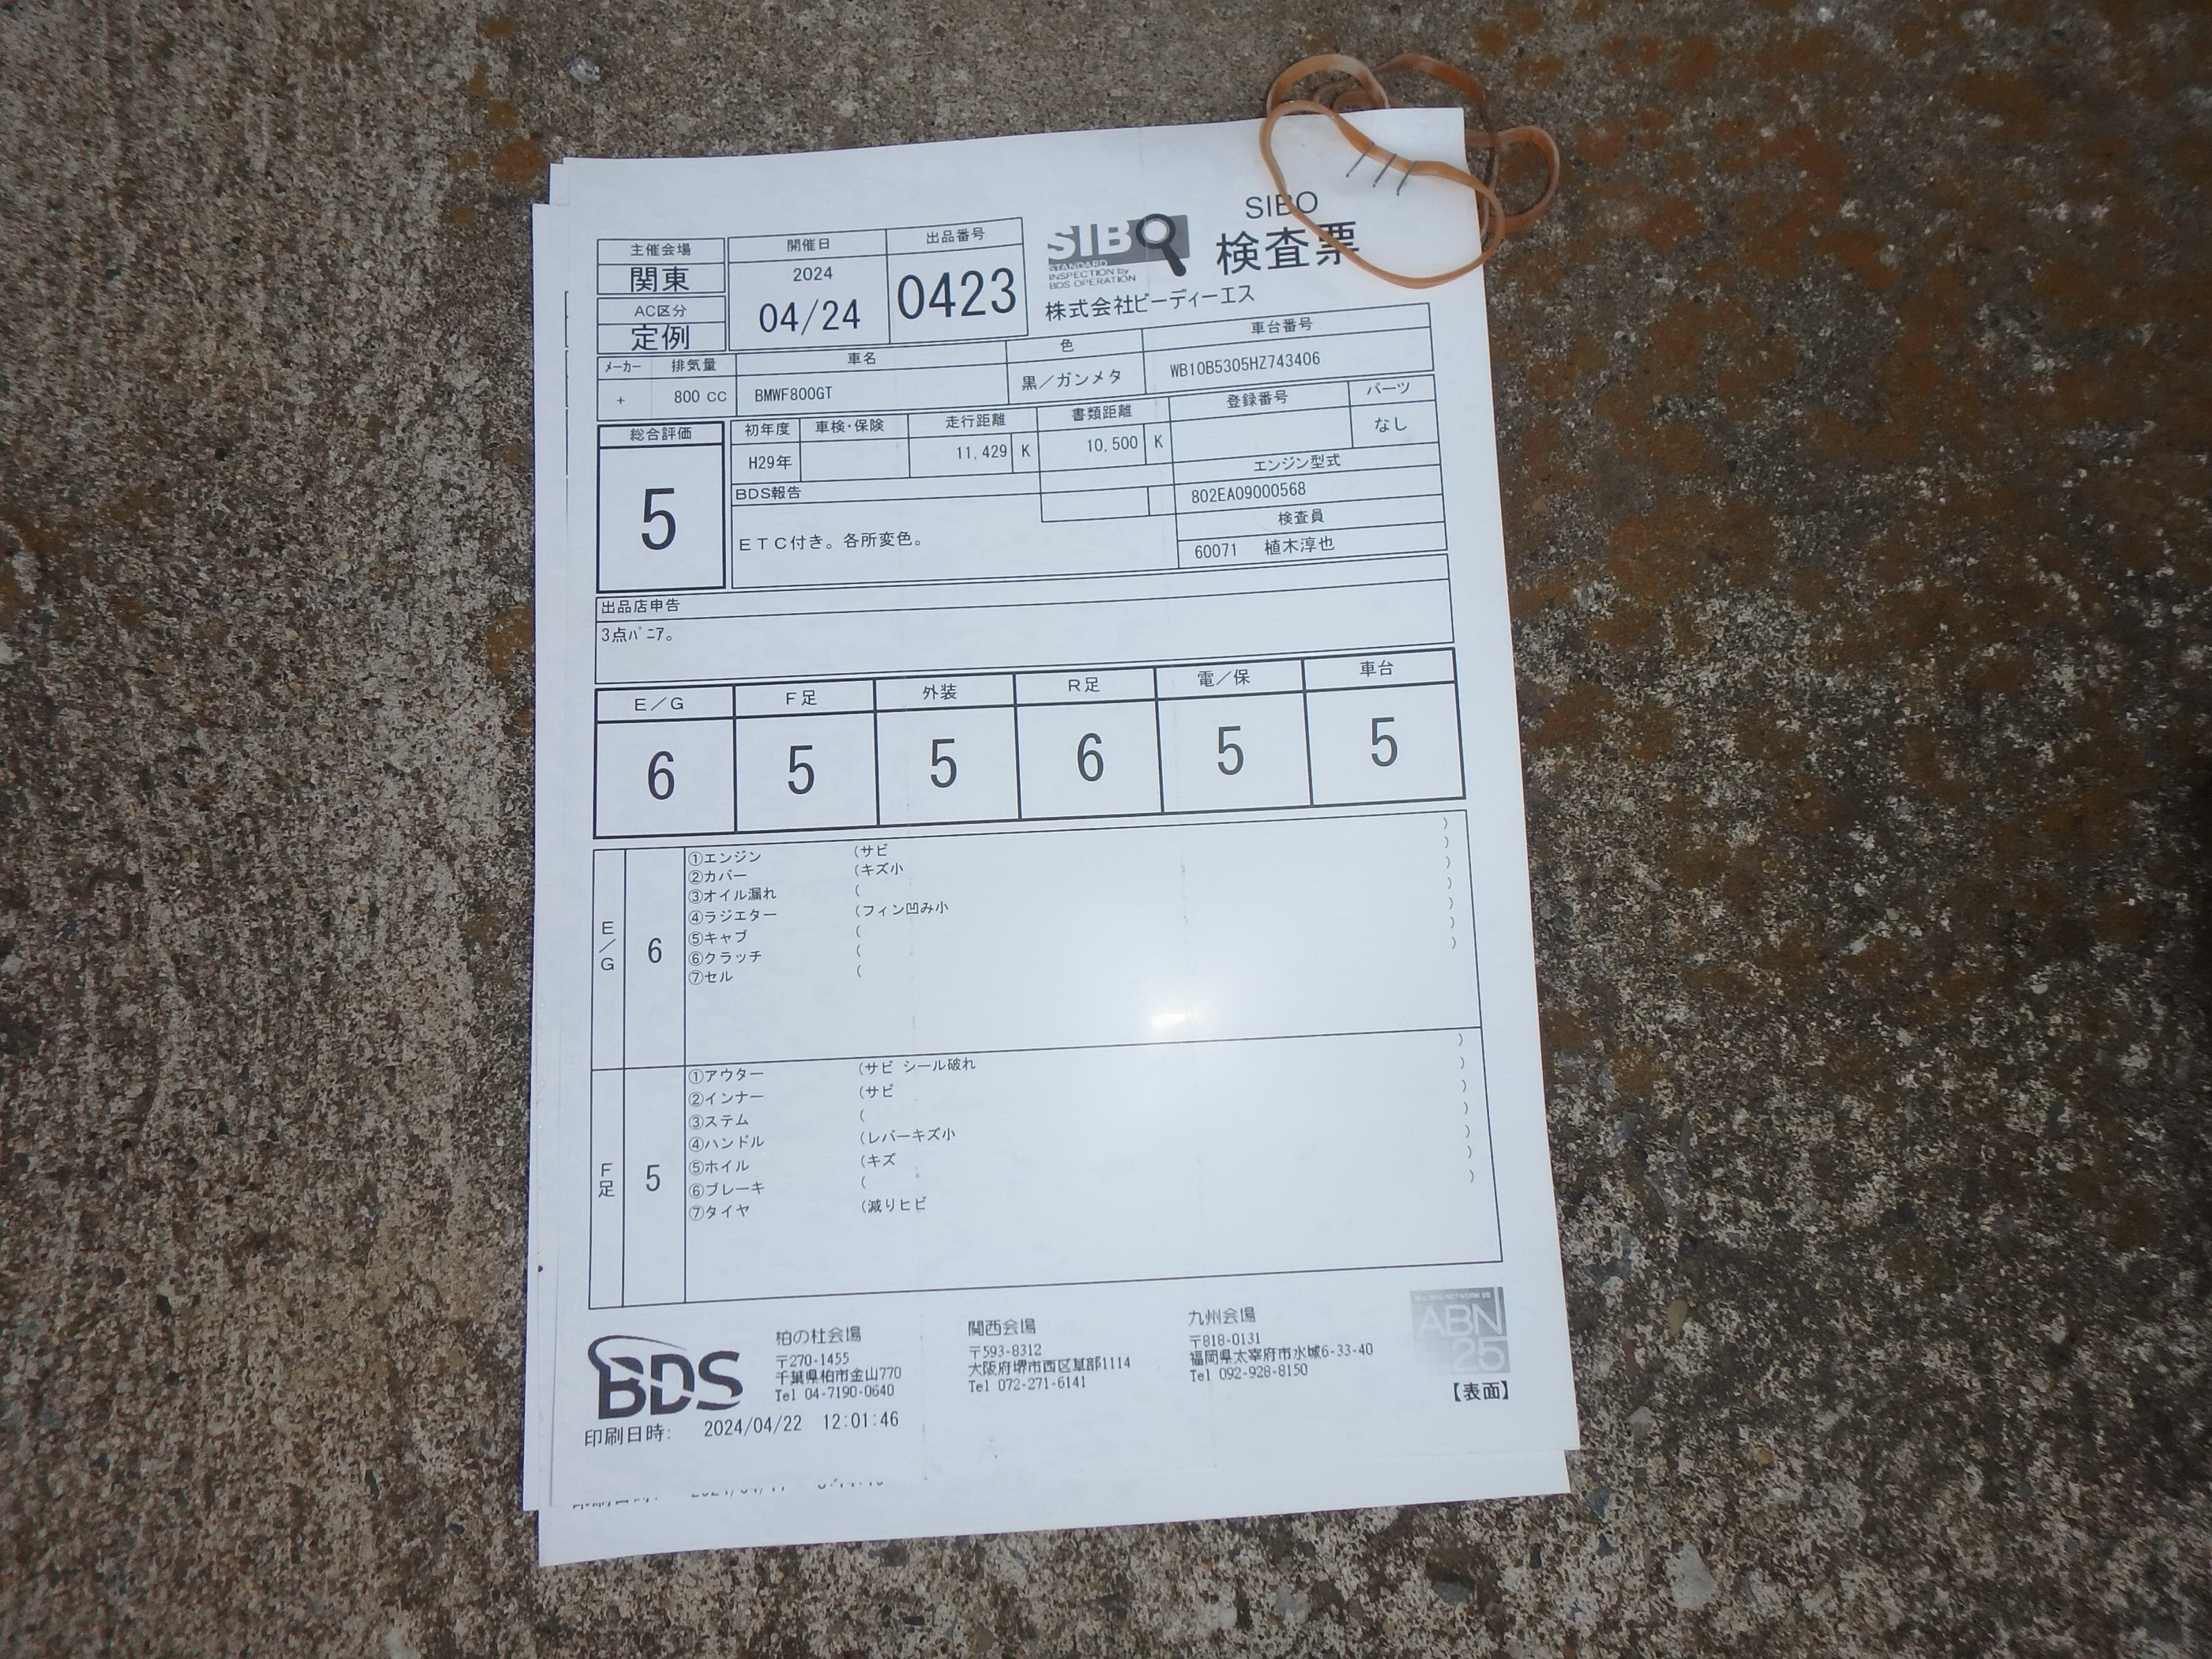 SIBO
検査票
SIBO
STANDARD
INSPECTION by
BDS OPERATION
株式会社ビーディーエス
主催会場
関東
AC区分
定例
開催日
2024
04/24
出品番号
0423
メーカー 排気量 車名 色 車台番号
+ 800 CC BMWF800GT 黒／ガンメタ WB10B5305HZ743406
総合評価
5
初年度 車検・保険 走行距離 書類距離 登録番号 パーツ
H29年 11,429 K 10,500 K なし
BDS報告
ETC付き。各所変色。
エンジン型式
802EA09000568
検査員
60071 植木淳也
出品店申告
3点ﾊﾟﾆｱ。
E／G F足 外装 R足 電／保 車台
6 5 5 6 5 5
E／G 6
①エンジン (サビ )
②カバー (キズ小 )
③オイル漏れ ( )
④ラジエター (フィン凹み小 )
⑤キャブ ( )
⑥クラッチ ( )
⑦セル ( )
F足 5
①アウター (サビ シール破れ )
②インナー (サビ )
③ステム ( )
④ハンドル (レバーキズ小 )
⑤ホイル (キズ )
⑥ブレーキ ( )
⑦タイヤ (減りヒビ )
BDS
柏の杜会場
〒270-1455
千葉県柏市金山770
Tel 04-7190-0640
関西会場
〒593-8312
大阪府堺市西区草部1114
Tel 072-271-6141
九州会場
〒818-0131
福岡県太宰府市水城6-33-40
Tel 092-928-8150
ABN
25
【表面】
印刷日時: 2024/04/22 12:01:46